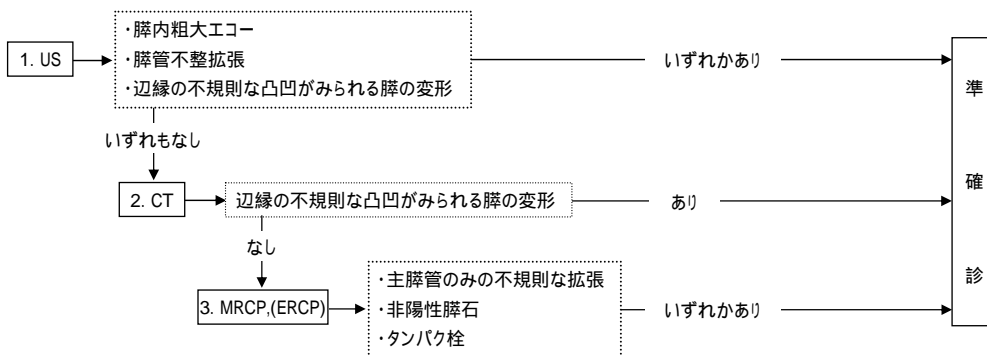 1. US
・膵内粗大エコー
・膵管不整拡張
・辺縁の不規則な凸凹がみられる膵の変形
いずれかあり
いずれもなし
2. CT
辺縁の不規則な凸凹がみられる膵の変形
あり
なし
3. MRCP,(ERCP)
・主膵管のみの不規則な拡張
・非陽性膵石
・タンパク栓
いずれかあり
準
確
診